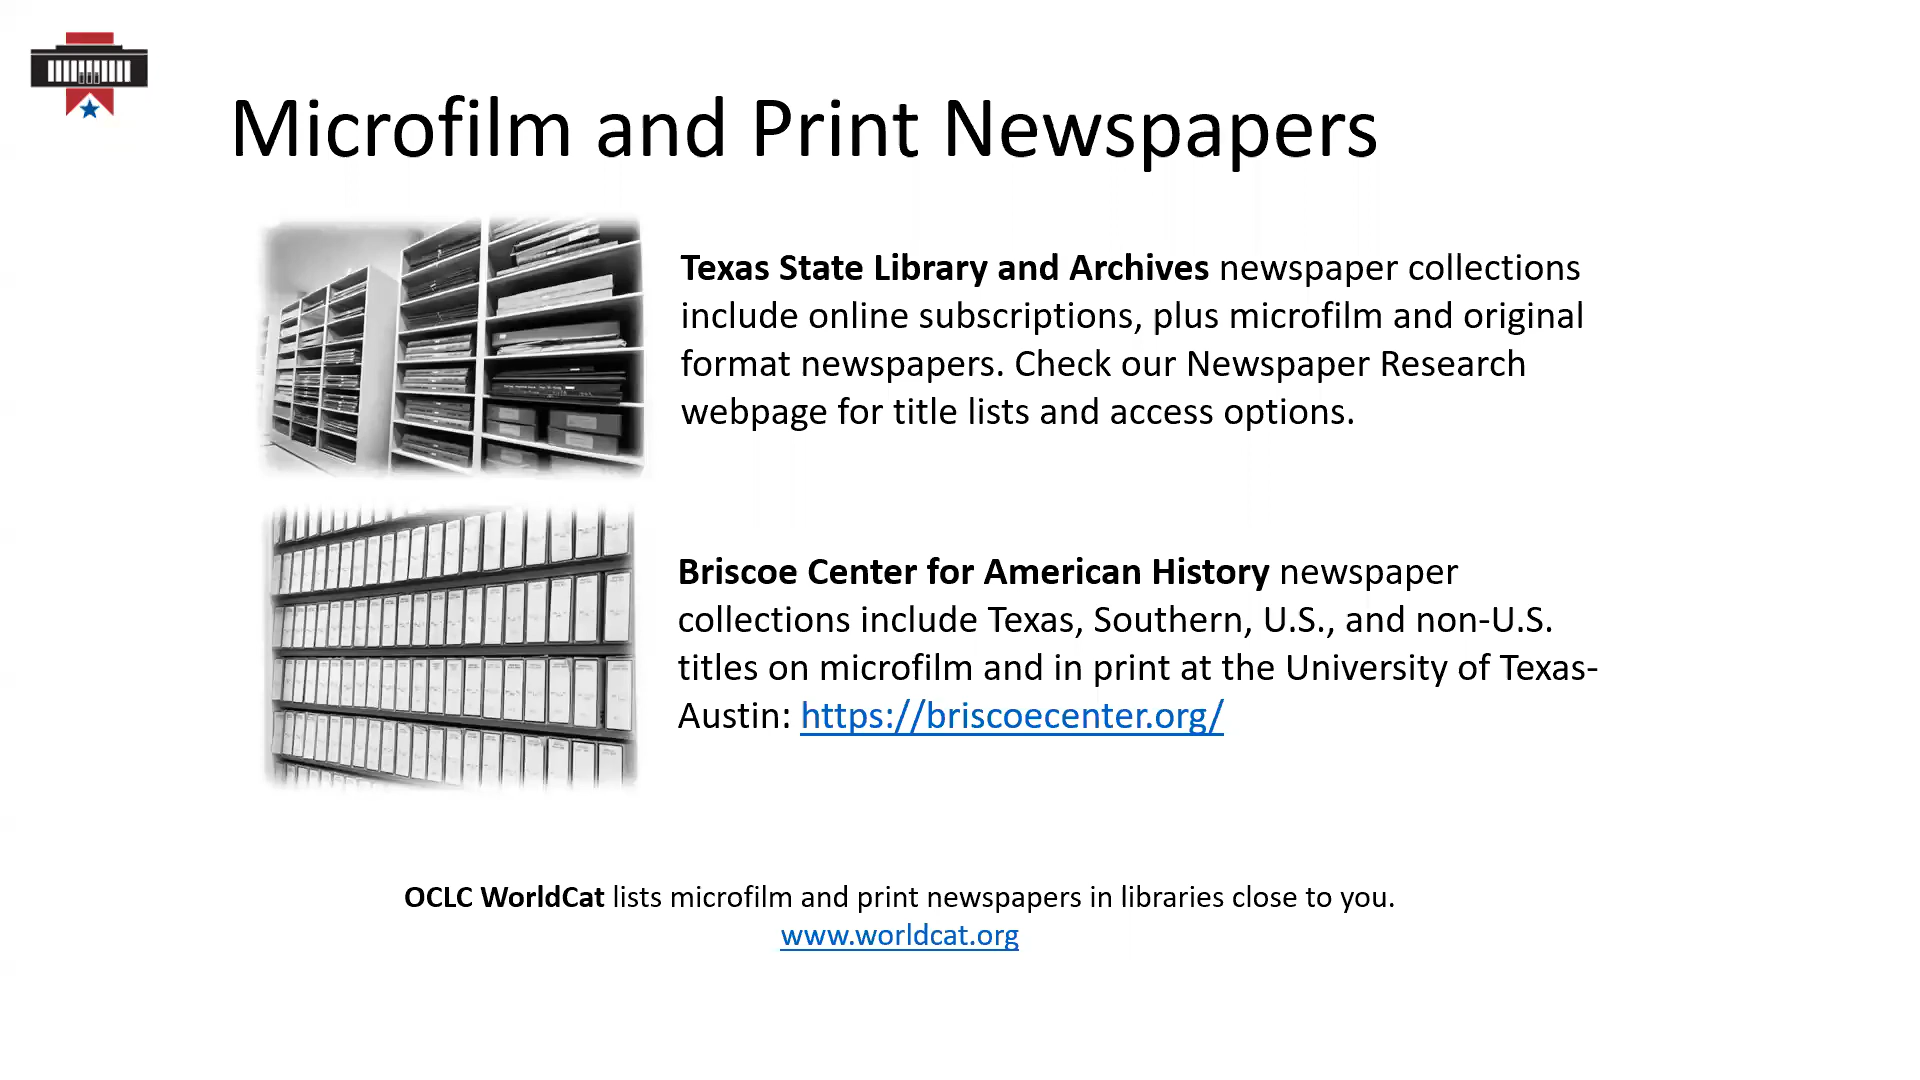 Microfilm and Print Newspapers
Texas State Library and Archives newspaper collections
include online subscriptions, plus microfilm and original
format newspapers. Check our Newspaper Research
webpage for title lists and access options.
Briscoe Center for American History newspaper
collections include Texas, Southern, U.S., and non-U.S.
titles on microfilm and in print at the University of Texas-
Austin: https://briscoecenter.org/
OCLC WorldCat lists microfilm and print newspapers in libraries close to you.
www.worldcat.org